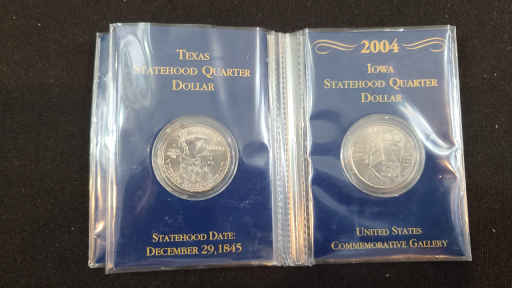 TEXAS
STATEHOOD QUARTER
DOLLAR
STATEHOOD DATE:
DECEMBER 29,1845
2004
IOWA
STATEHOOD QUARTER
DOLLAR
UNITED STATES
COMMEMORATIVE GALLERY